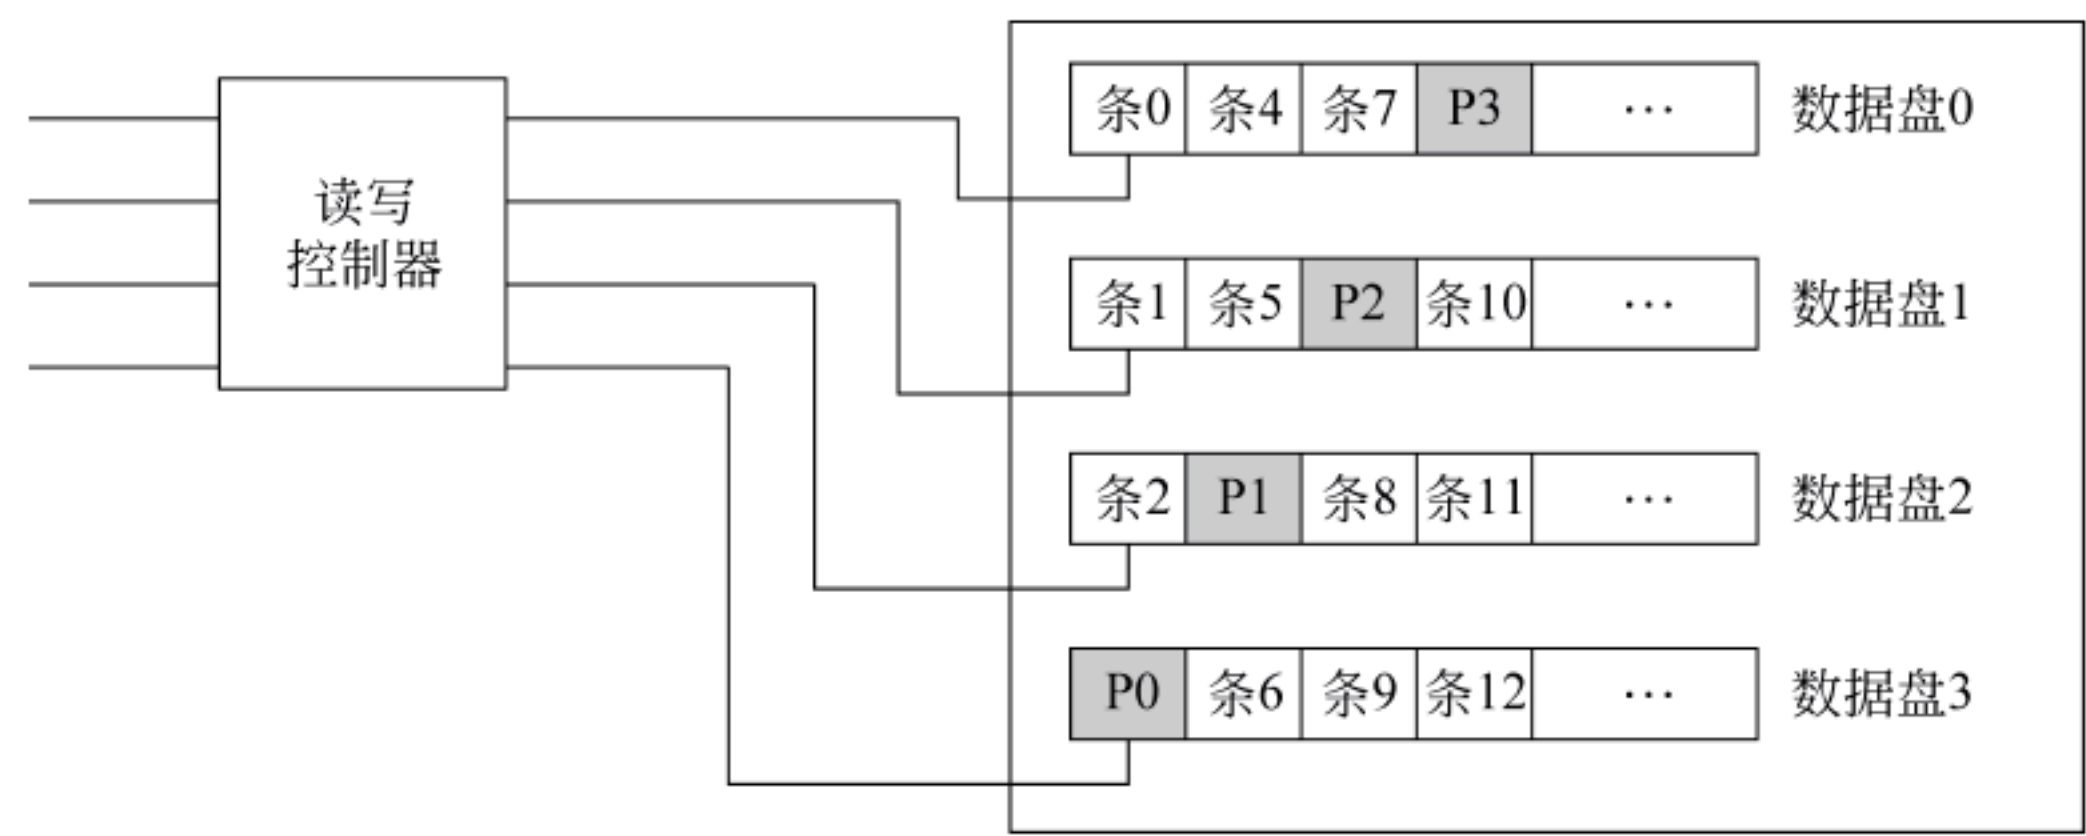 读写
控制器
条0 条4 条7 P3 … 数据盘0
条1 条5 P2 条10 … 数据盘1
条2 P1 条8 条11 … 数据盘2
P0 条6 条9 条12 … 数据盘3